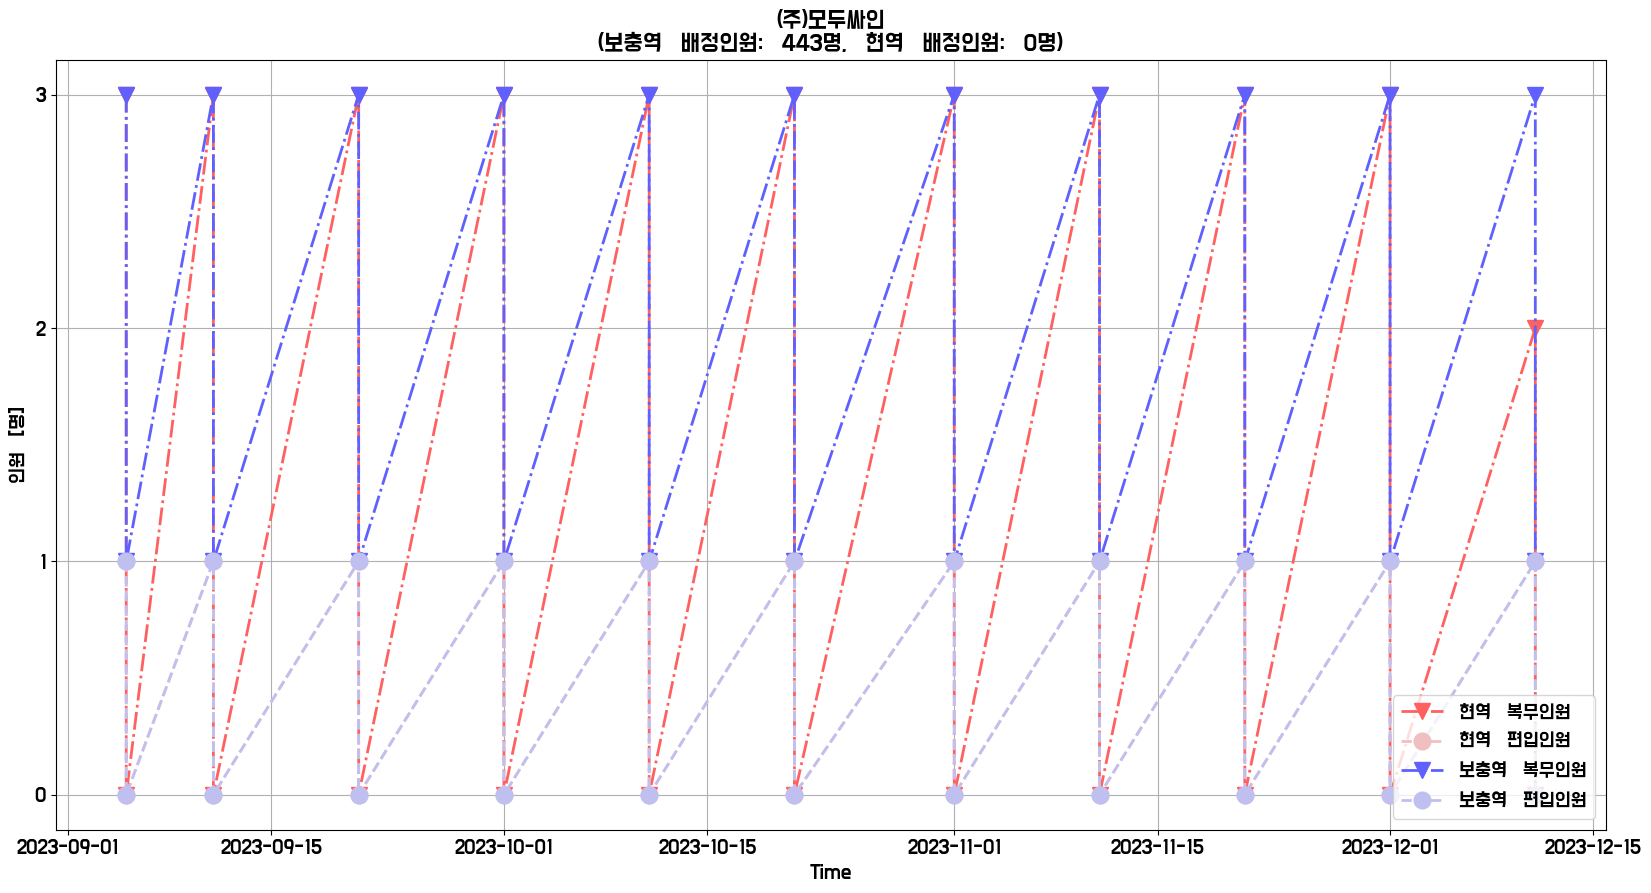 (주)모두싸인
(보충역 배정인원: 443명, 현역 배정인원: 0명)
3
2
1
0
인원 [명]
2023-09-01 2023-09-15 2023-10-01 2023-10-15 2023-11-01 2023-11-15 2023-12-01 2023-12-15
Time
현역 복무인원
현역 편입인원
보충역 복무인원
보충역 편입인원